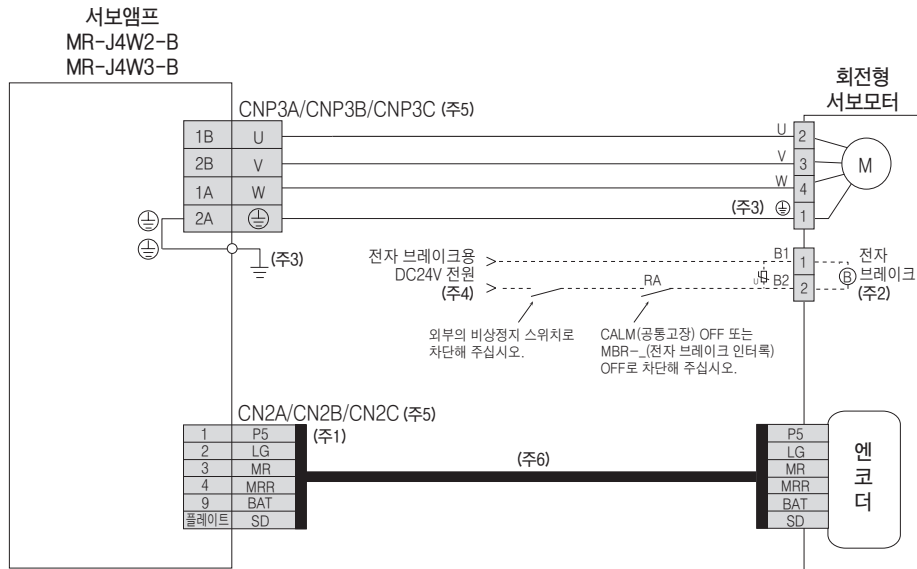 서보앰프
MR-J4W2-B
MR-J4W3-B
회전형
서보모터
CNP3A/CNP3B/CNP3C (주5)
1B U
2B V
1A W
2A
U 2
V 3
W 4
(주3) 1
M
(주3)
전자 브레이크용
DC24V 전원
(주4)
RA
B1 1
U B2 2
B
전자
브레이크
(주2)
외부의 비상정지 스위치로
차단해 주십시오.
CALM(공통고장) OFF 또는
MBR-_(전자 브레이크 인터록)
OFF로 차단해 주십시오.
CN2A/CN2B/CN2C (주5)
(주1)
(주6)
1 P5
2 LG
3 MR
4 MRR
9 BAT
플레이트 SD
P5
LG
MR
MRR
BAT
SD
엔코더